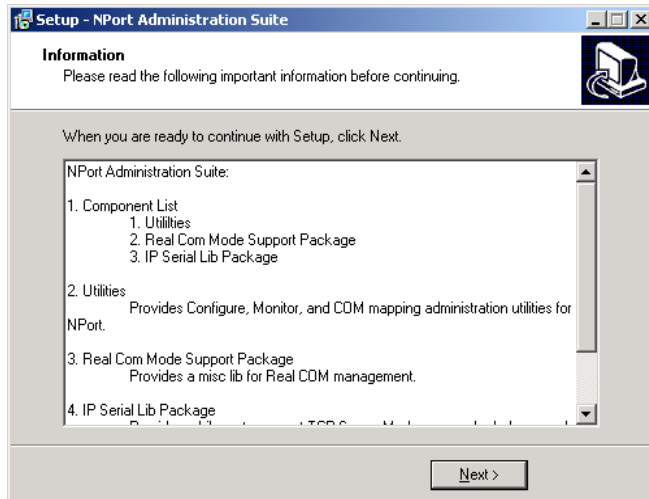 Setup - NPort Administration Suite
Information
Please read the following important information before continuing.
When you are ready to continue with Setup, click Next.
NPort Administration Suite:
1. Component List
1. Utililties
2. Real Com Mode Support Package
3. IP Serial Lib Package
2. Utilities
Provides Configure, Monitor, and COM mapping administration utilities for
NPort.
3. Real Com Mode Support Package
Provides a misc lib for Real COM management.
4. IP Serial Lib Package
Next >